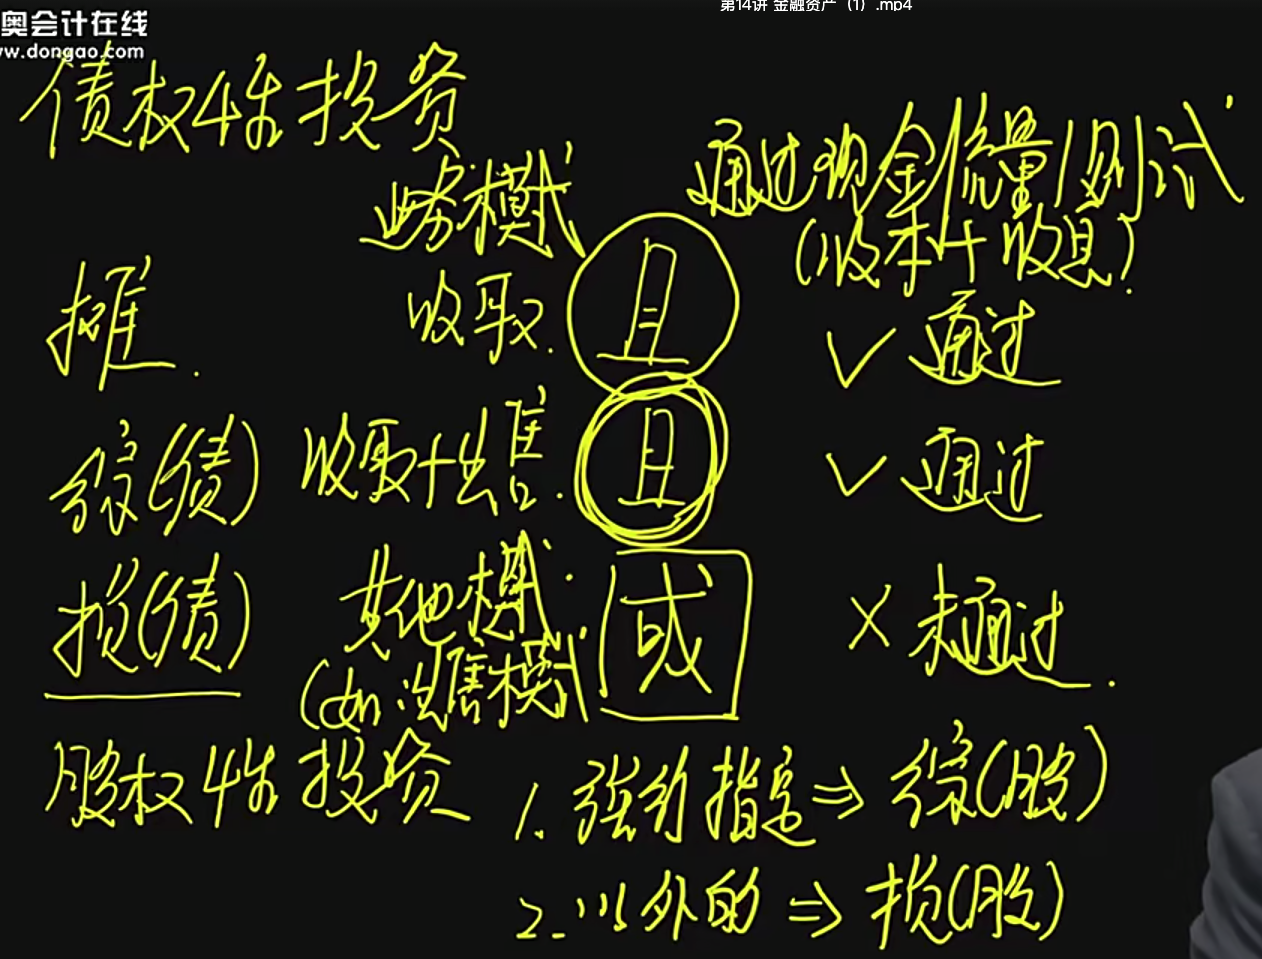 第14讲 金融资产（1）.mp4
奥会计在线
ww.dongao.com
债权性投资
业务模式 通过现金流量测试
(收本+收息)
摊 收取 且 √ 通过
综(债) 收取+出售 且 √ 通过
损(债) 其他模式 或 × 未通过
(如出售模式
股权性投资 1. 指定⇒综(股)
2. 以外的⇒损(股)